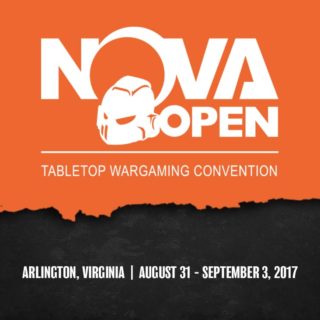 NOVA
OPEN
TABLETOP WARGAMING CONVENTION
ARLINGTON, VIRGINIA | AUGUST 31 - SEPTEMBER 3, 2017